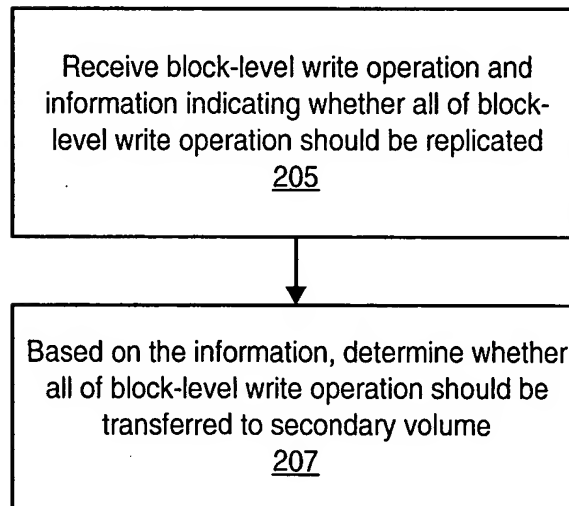 Receive block-level write operation and
information indicating whether all of block-
level write operation should be replicated
205
Based on the information, determine whether
all of block-level write operation should be
transferred to secondary volume
207